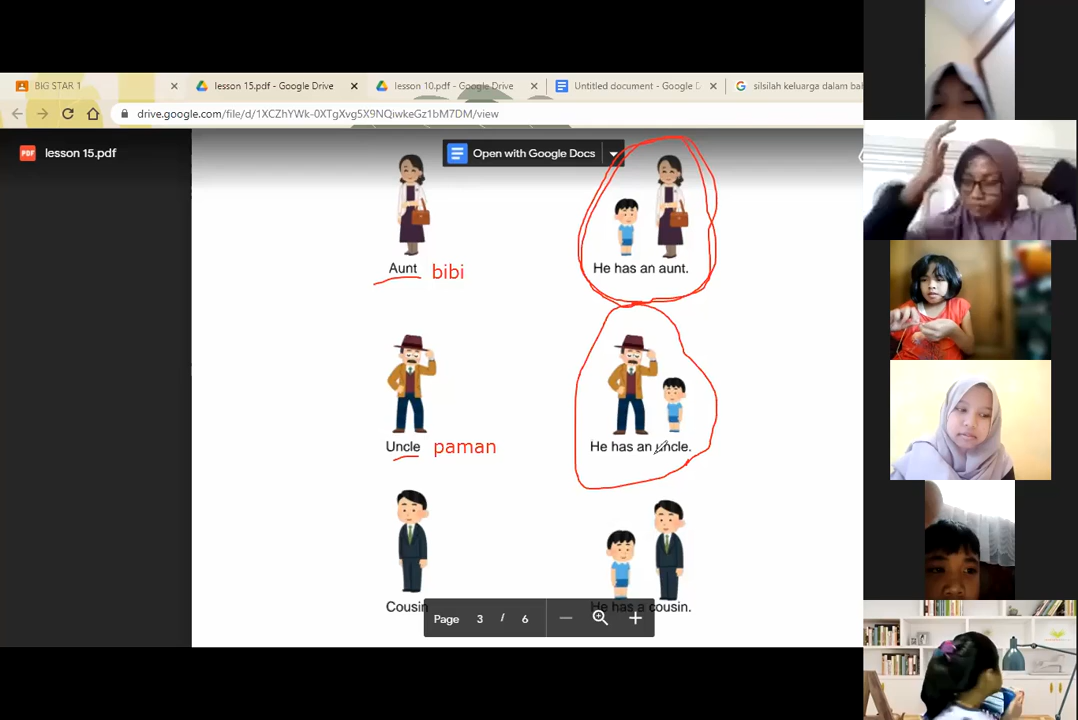 BIG STAR 1
lesson 15.pdf - Google Drive
lesson 10.pdf - Google Drive
Untitled document - Google D
silsilah keluarga dalam bah
drive.google.com/file/d/1XCZhYWk-0XTgXvg5X9NQiwkeGz1bM7DM/view
PDF lesson 15.pdf
Open with Google Docs
Aunt bibi
He has an aunt.
Uncle paman
He has an uncle.
Cousin
He has a cousin.
Page 3 / 6